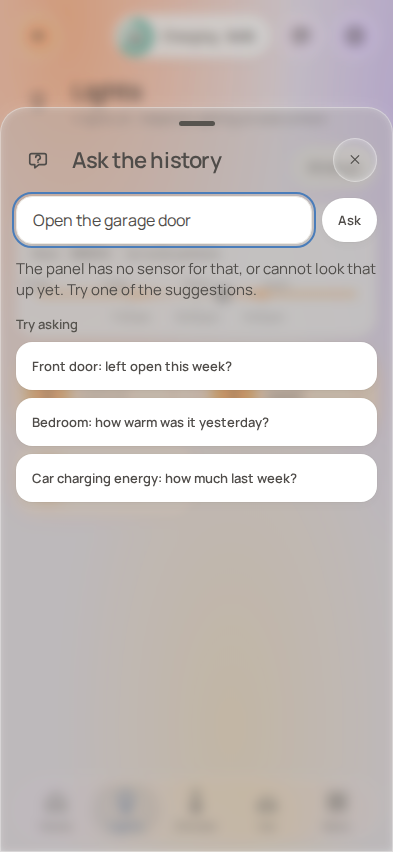 Lights
Ask the history
Open the garage door
Ask
The panel has no sensor for that, or cannot look that
up yet. Try one of the suggestions.
Try asking
Front door: left open this week?
Bedroom: how warm was it yesterday?
Car charging energy: how much last week?